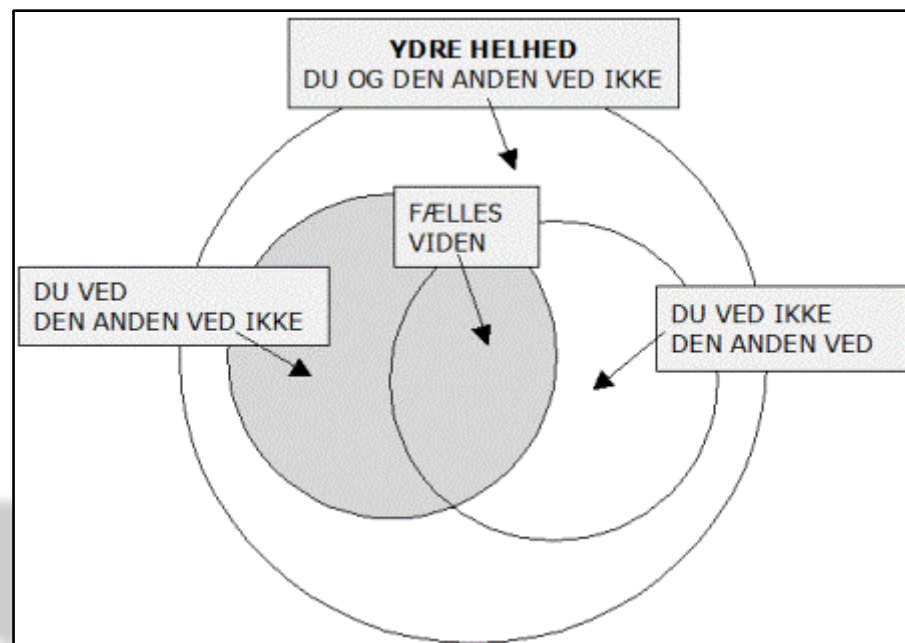 YDRE HELHED
DU OG DEN ANDEN VED IKKE
FÆLLES
VIDEN
DU VED
DEN ANDEN VED IKKE
DU VED IKKE
DEN ANDEN VED